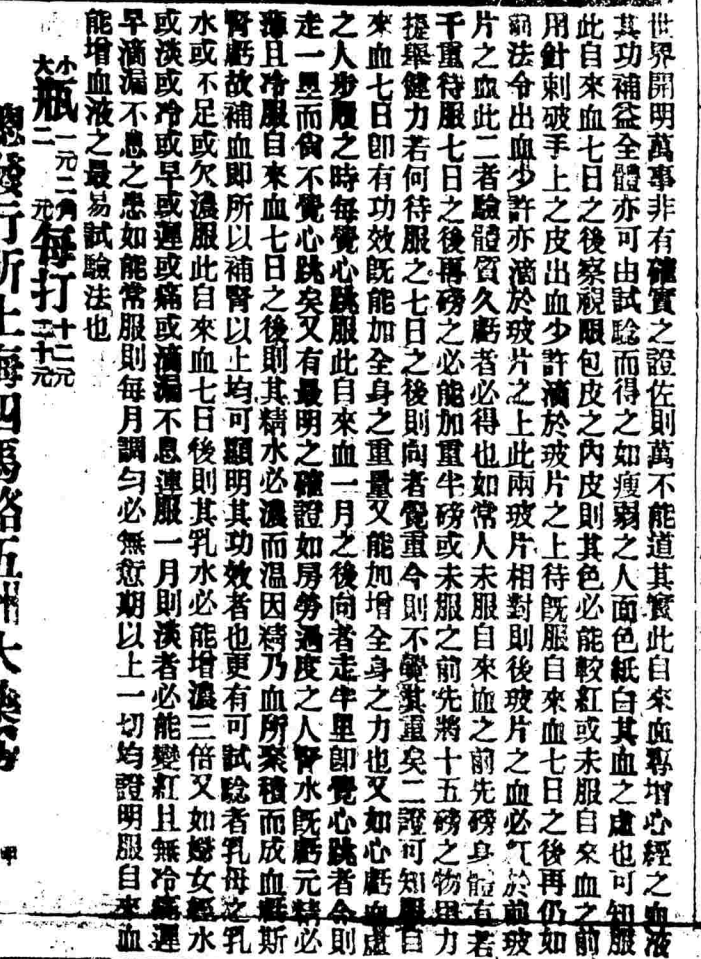 世界開明萬事非有確實之證佐則萬不能道其實此自來血專增心經之血液
其功補益全體亦可由試驗而得之如瘦弱之人面色紙白其血之虛也可知服
此自來血七日之後察視眼包皮之內皮則其色必能較紅或未服自來血之前
用針刺破手上之皮出血少許滴於玻片之上待旣服自來血七日之後再仍如
前法令出血少許亦滴於玻片之上此兩玻片相對則後玻片之血必紅於前玻
片之血此二者驗體質久虧者必得也如常人未服自來血之前先磅身體有若
千重待服七日之後再磅之必能加重半磅或未服之前先將十五磅之物用力
提舉健力若何待服之七日之後則向者覺重今則不覺其重矣二證可知服自
來血七日卽有功效旣能加全身之重量又能加增全身之力也又如心虧血虛
之人步履之時每覺心跳服此自來血一月之後向者走半里卽覺心跳者令則
走一里而尙不覺心跳矣又有最明之確證如房勞過度之人腎水旣虧元精必
薄且冷服自來血七日之後則其精水必濃而温因精乃血所聚積而成血虧斯
腎虧故補血即所以補腎以上均可顯明其功效者也更有可試驗者乳母之乳
水或不足或欠濃服此自來血七日後則其乳水必能增濃三倍又如婦女經水
或淡或冷或早或遲或痛或滴漏不息連服一月則淡者必能變紅且無冷痛遲
早滴漏不息之患如能常服則每月調勻必無愆期以上一切均證明服自來血
能增血液之最易試驗法也
小瓶一元二角每打十二元
大瓶二元每打二十元
總發行所上海四馬路五洲大藥房
甲